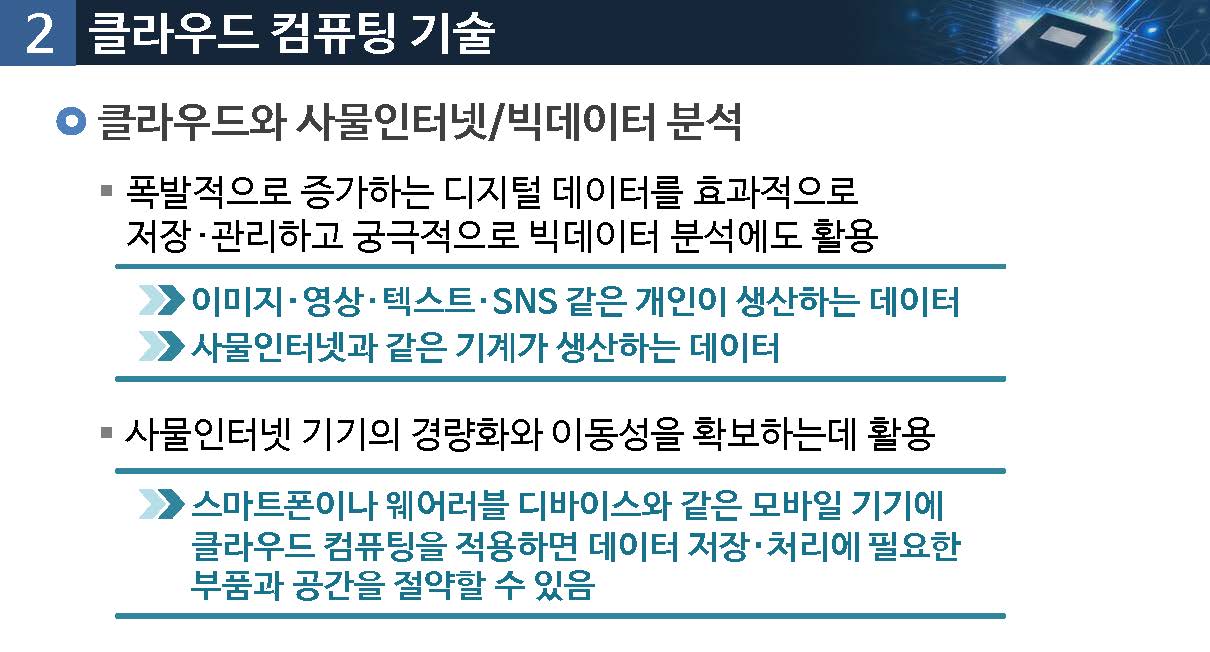 2 클라우드 컴퓨팅 기술
클라우드와 사물인터넷/빅데이터 분석
폭발적으로 증가하는 디지털 데이터를 효과적으로
저장·관리하고 궁극적으로 빅데이터 분석에도 활용
이미지·영상·텍스트·SNS 같은 개인이 생산하는 데이터
사물인터넷과 같은 기계가 생산하는 데이터
사물인터넷 기기의 경량화와 이동성을 확보하는데 활용
스마트폰이나 웨어러블 디바이스와 같은 모바일 기기에
클라우드 컴퓨팅을 적용하면 데이터 저장·처리에 필요한
부품과 공간을 절약할 수 있음